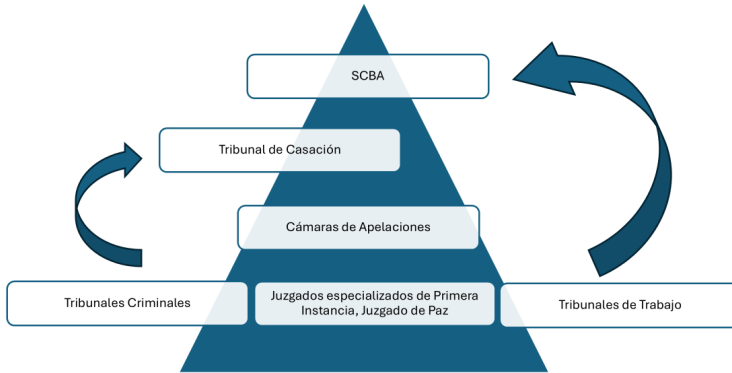 SCBA
Tribunal de Casación
Cámaras de Apelaciones
Tribunales Criminales
Juzgados especializados de Primera
Instancia, Juzgado de Paz
Tribunales de Trabajo